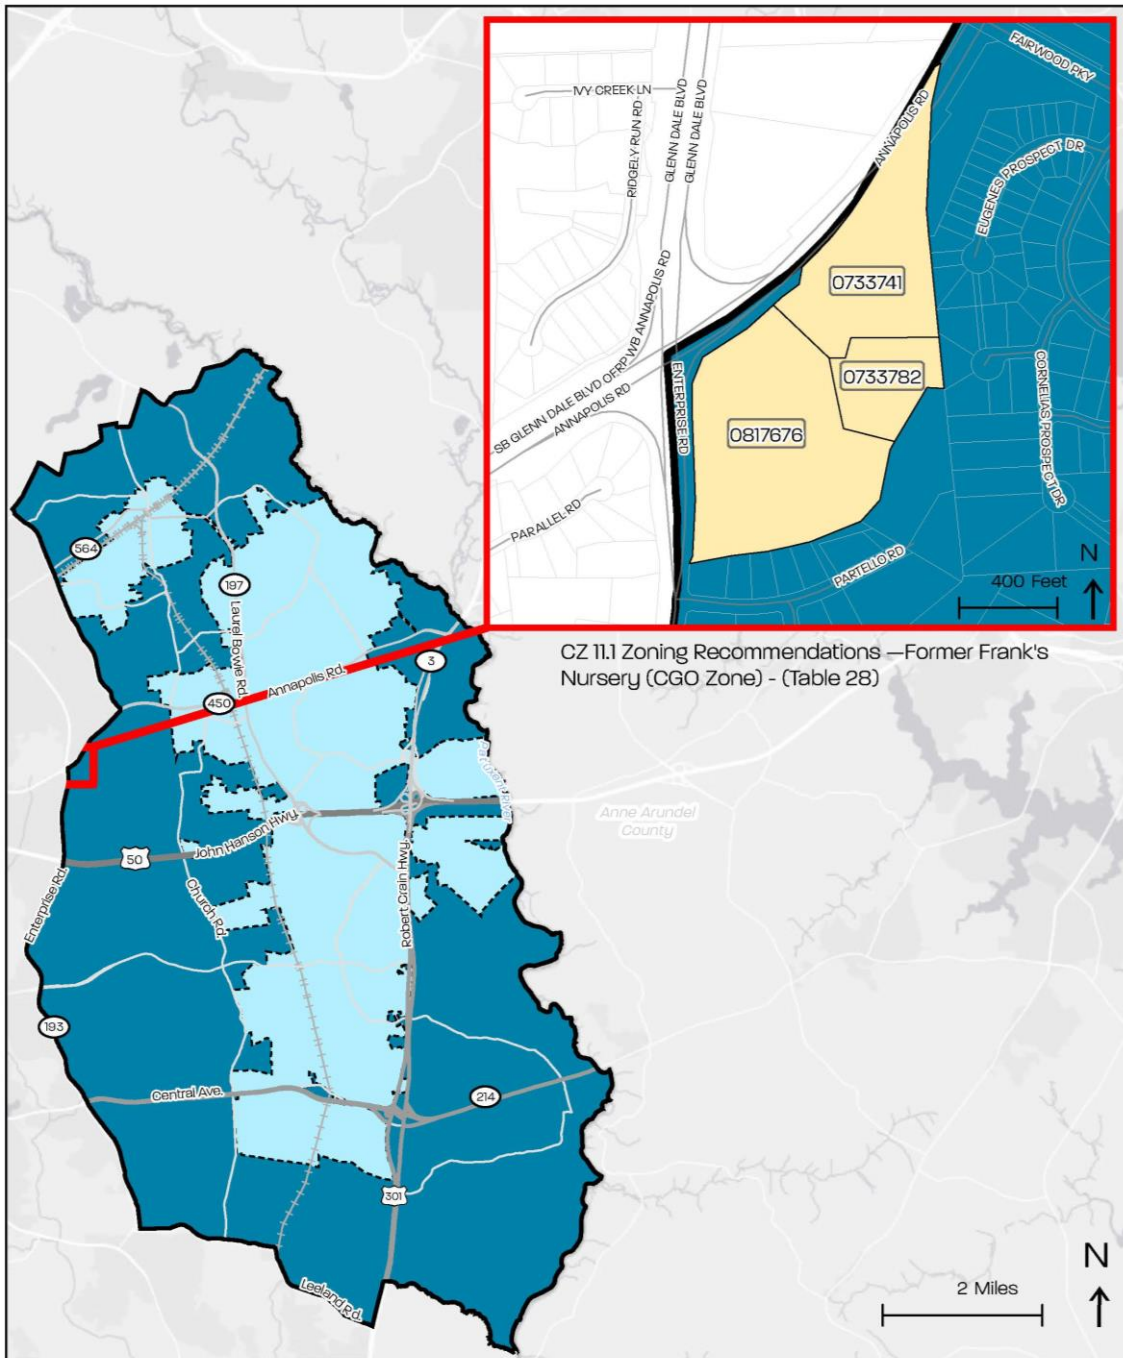 IVY CREEK LN
RIDGELY RUN RD
GLENN DALE BLVD
GLENN DALE BLVD
ANNAPOLIS RD
FAIRWOOD PKY
EUGENES PROSPECT DR
0733741
SB GLENN DALE BLVD OFRP WB ANNAPOLIS RD
ANNAPOLIS RD
ENTERPRISE RD
0733782
0817676
CORNELIAS PROSPECT DR
PARALLEL RD
PARTELLO RD
N
400 Feet
CZ 11.1 Zoning Recommendations —Former Frank's
Nursery (CGO Zone) - (Table 28)
564
197
Laurel Bowie Rd.
Annapolis Rd.
3
450
Patuxent River
Anne Arundel
County
John Hanson Hwy.
50
Enterprise Rd.
Church Rd.
Robert Crain Hwy.
193
Central Ave.
214
301
Leeland Rd.
N
2 Miles